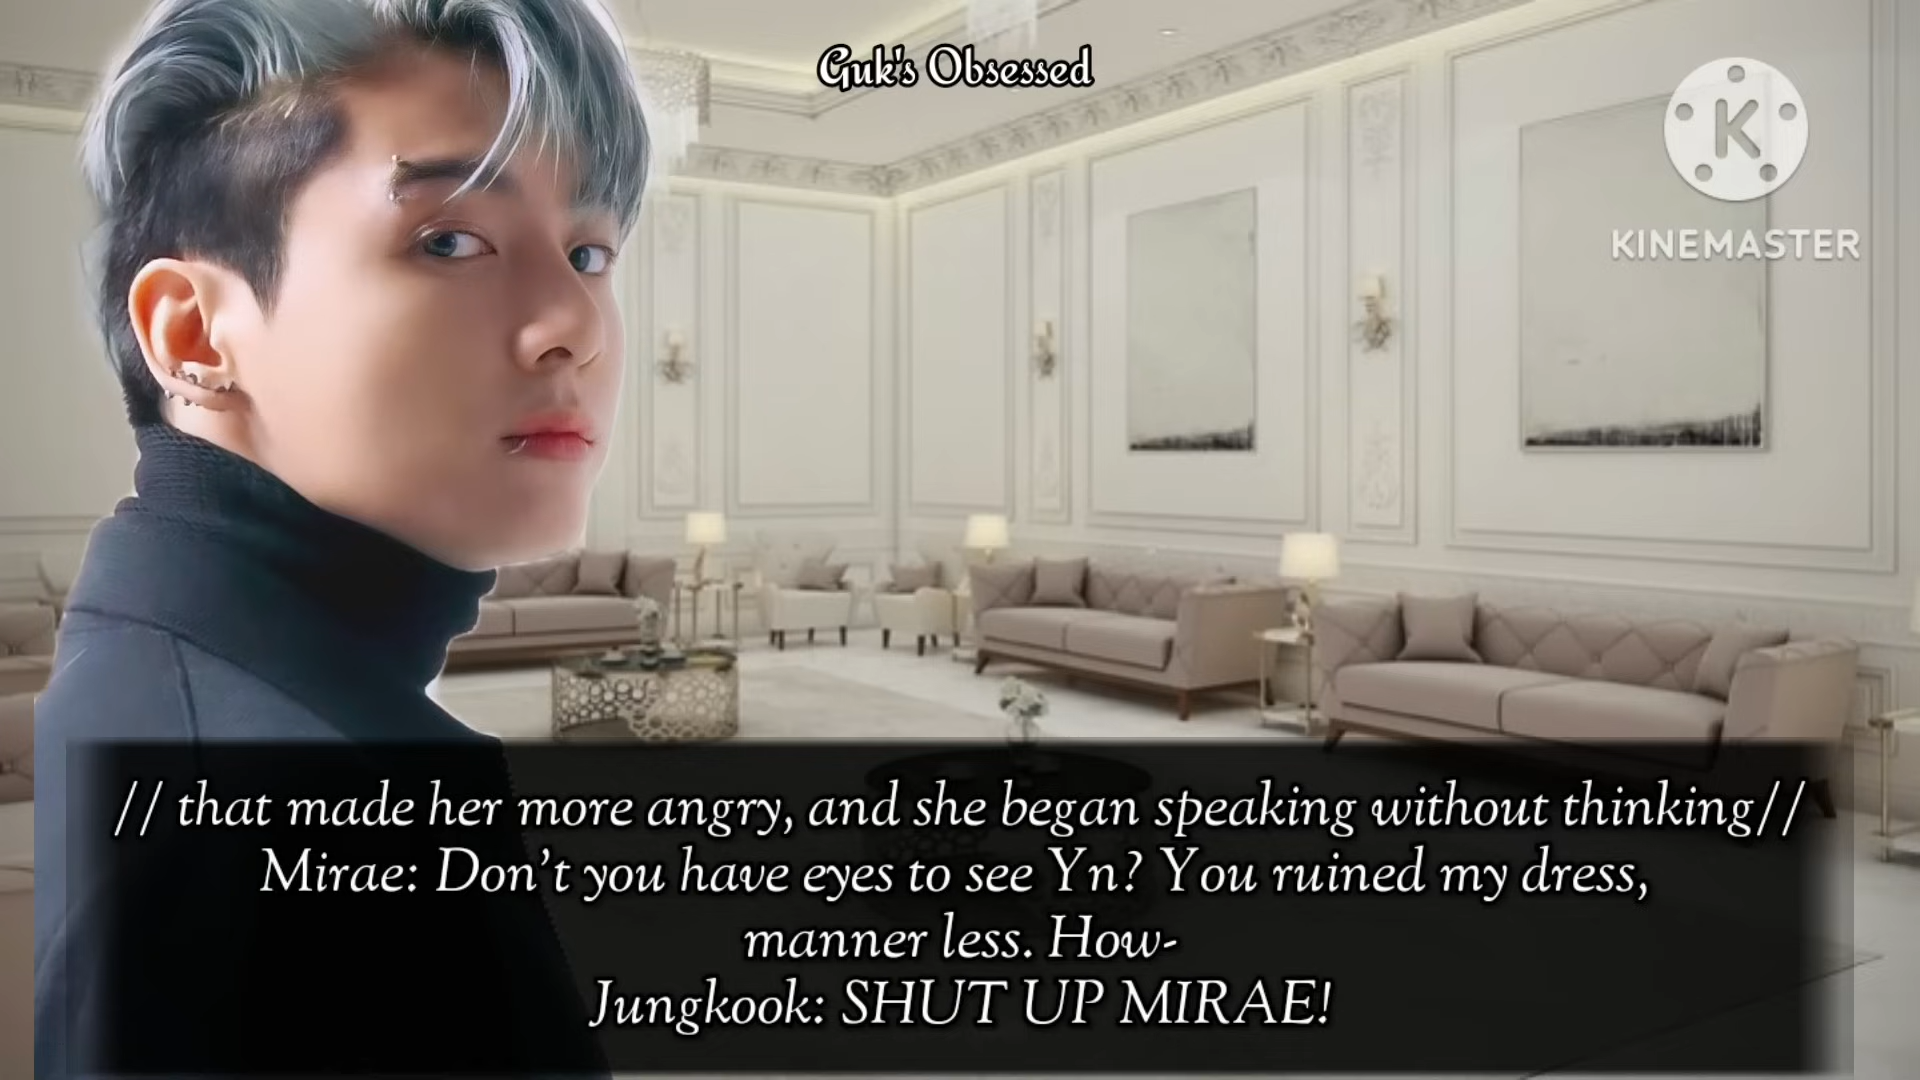 Guk's Obsessed
K
KINEMASTER
// that made her more angry, and she began speaking without thinking//
Mirae: Don’t you have eyes to see Yn? You ruined my dress,
manner less. How-
Jungkook: SHUT UP MIRAE!